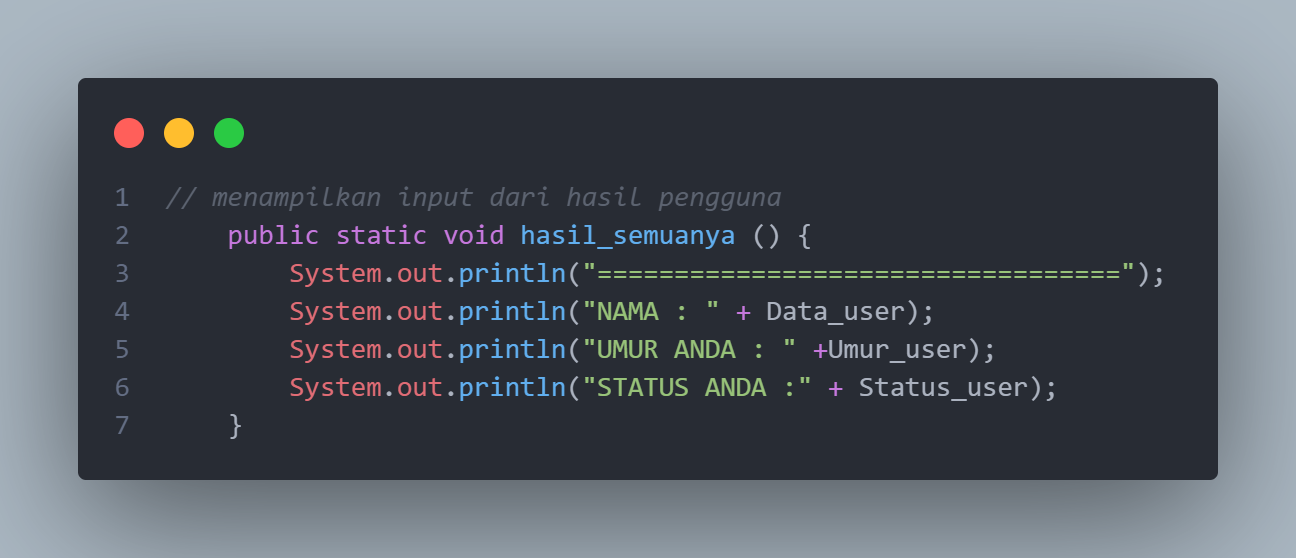 1 // menampilkan input dari hasil pengguna
2 public static void hasil_semuanya () {
3 System.out.println("==================================");
4 System.out.println("NAMA : " + Data_user);
5 System.out.println("UMUR ANDA : " +Umur_user);
6 System.out.println("STATUS ANDA :" + Status_user);
7 }